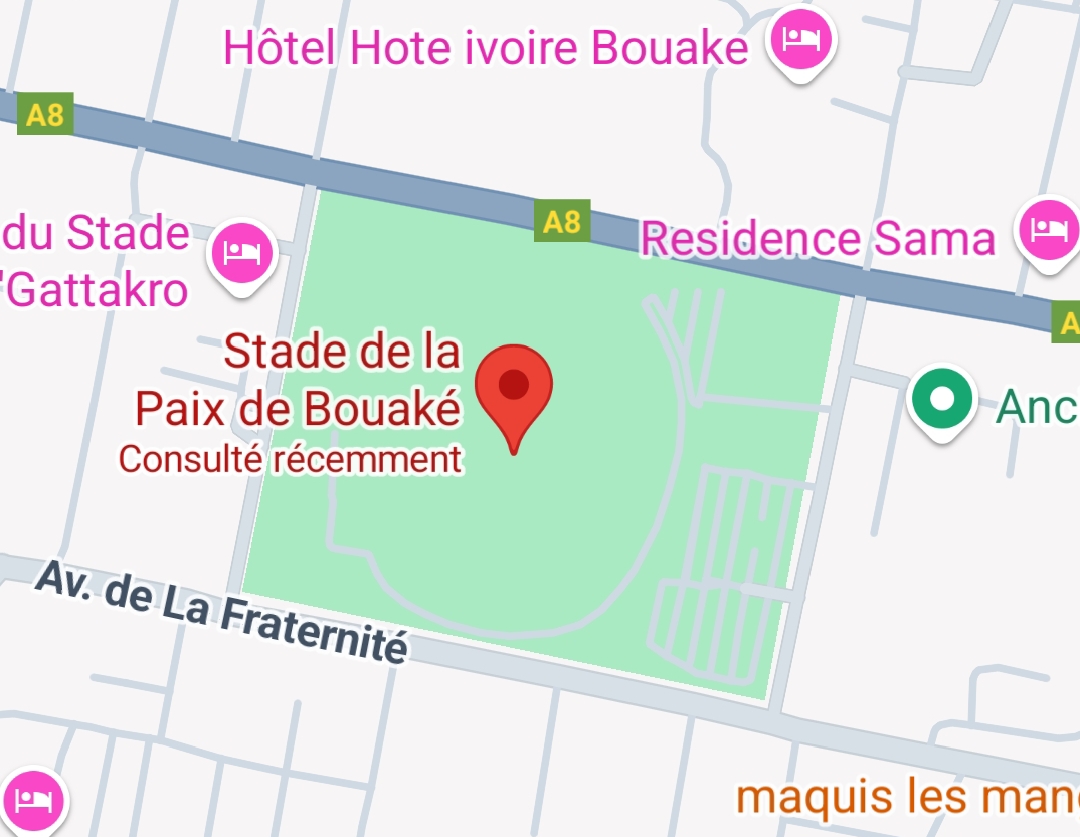 Hôtel Hote ivoire Bouake
A8
A8
du Stade
'Gattakro
Residence Sama
A
Stade de la
Paix de Bouaké
Consulté récemment
Anc
Av. de La Fraternité
maquis les man